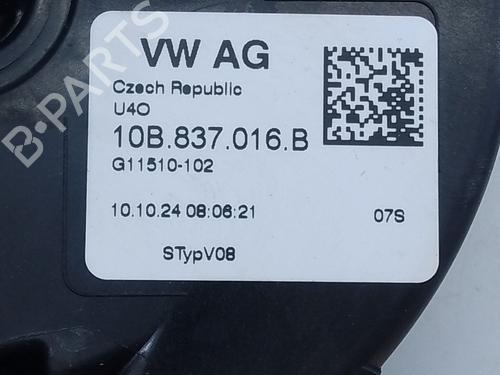 B-PARTS
VW AG
Czech Republic
U4O
10B.837.016.B
G11510-102
10.10.24 08:06:21
07S
STypV08